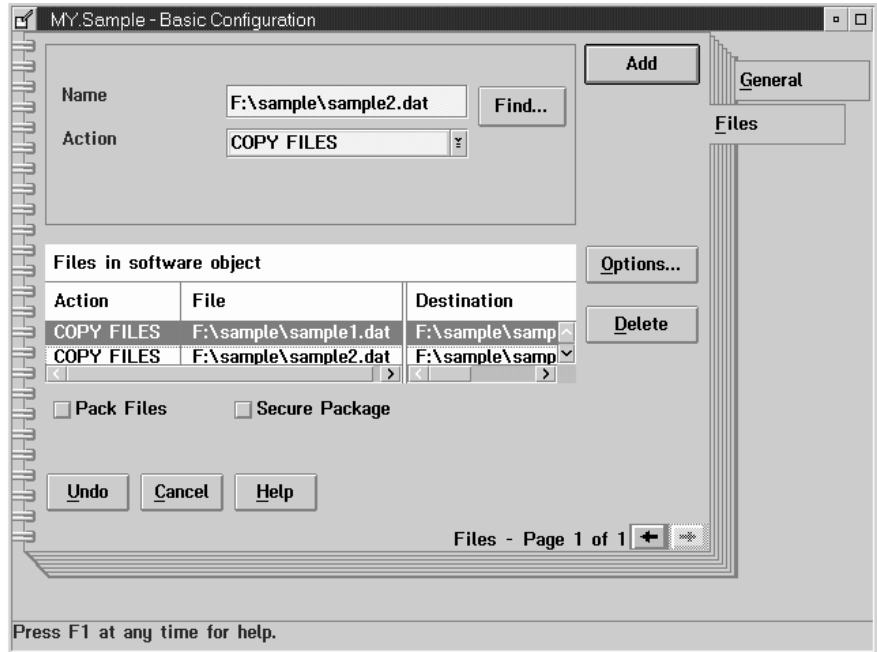 MY.Sample - Basic Configuration
Add
General
Name
F:\sample\sample2.dat
Find...
Files
Action
COPY FILES
Files in software object
Options...
Action File Destination
COPY FILES F:\sample\sample1.dat F:\sample\samp
Delete
COPY FILES F:\sample\sample2.dat F:\sample\samp
Pack Files Secure Package
Undo Cancel Help
Files - Page 1 of 1
Press F1 at any time for help.